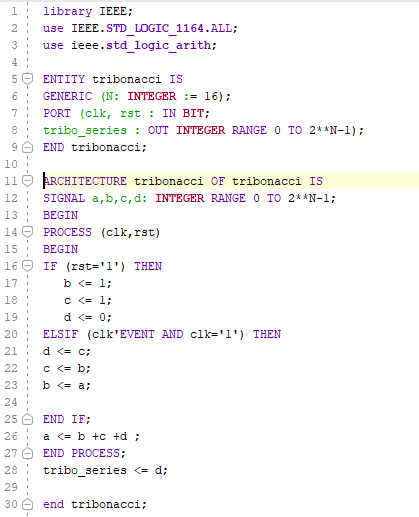 1 library IEEE;
2 use IEEE.STD_LOGIC_1164.ALL;
3 use ieee.std_logic_arith;
4
5 ENTITY tribonacci IS
6 GENERIC (N: INTEGER := 16);
7 PORT (clk, rst : IN BIT;
8 tribo_series : OUT INTEGER RANGE 0 TO 2**N-1);
9 END tribonacci;
10
11 ARCHITECTURE tribonacci OF tribonacci IS
12 SIGNAL a,b,c,d: INTEGER RANGE 0 TO 2**N-1;
13 BEGIN
14 PROCESS (clk,rst)
15 BEGIN
16 IF (rst='1') THEN
17 b <= 1;
18 c <= 1;
19 d <= 0;
20 ELSIF (clk'EVENT AND clk='1') THEN
21 d <= c;
22 c <= b;
23 b <= a;
24
25 END IF;
26 a <= b +c +d ;
27 END PROCESS;
28 tribo_series <= d;
29
30 end tribonacci;